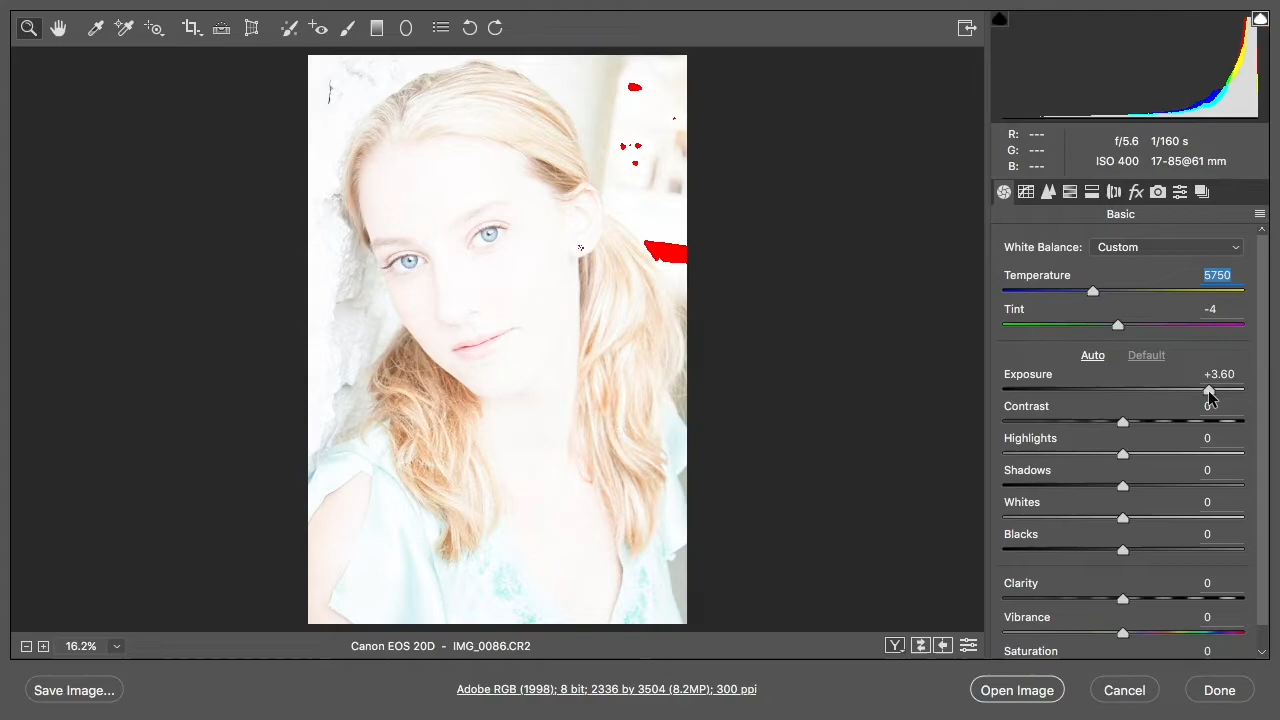 R: ---
G: ---
B: ---
f/5.6 1/160 s
ISO 400 17-85@61 mm
fx
Basic
White Balance: Custom
Temperature 5750
Tint -4
Auto Default
Exposure +3.60
Contrast 0
Highlights 0
Shadows 0
Whites 0
Blacks 0
Clarity 0
Vibrance 0
Saturation 0
16.2%
Canon EOS 20D - IMG_0086.CR2
Y
Save Image...
Adobe RGB (1998); 8 bit; 2336 by 3504 (8.2MP); 300 ppi
Open Image
Cancel
Done